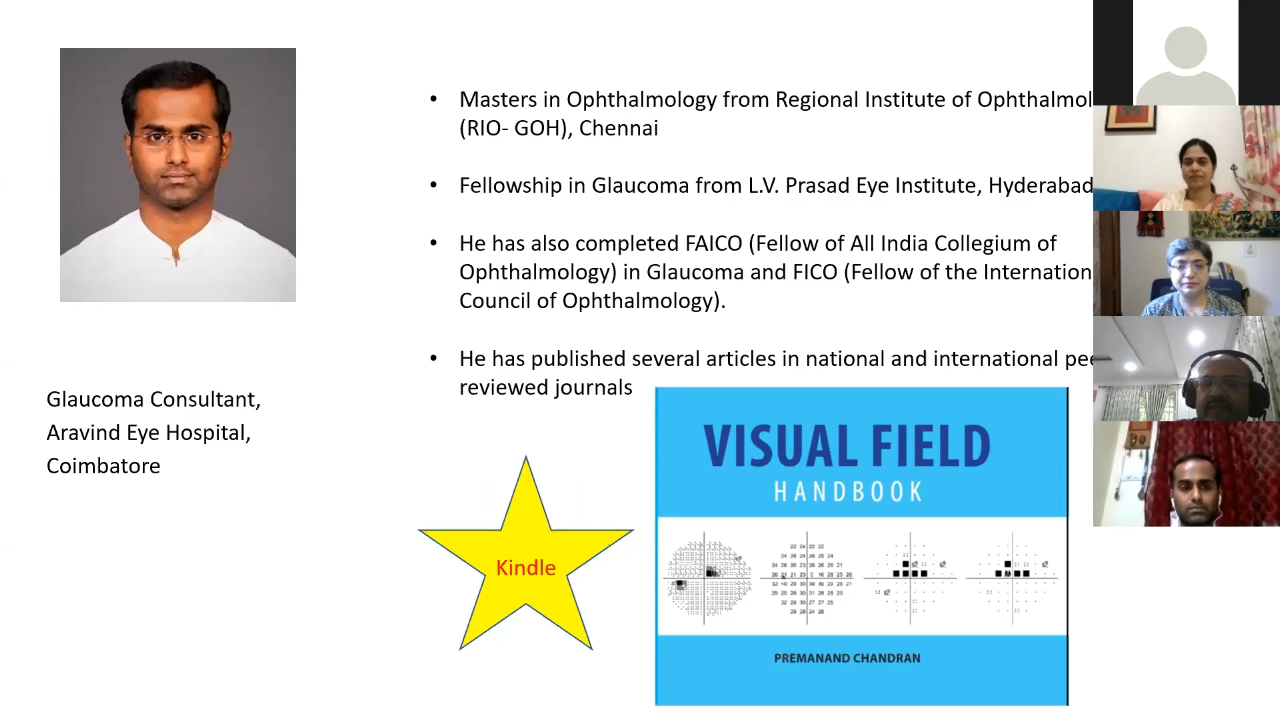 Masters in Ophthalmology from Regional Institute of
(RIO- GOH), Chennai
Fellowship in Glaucoma from L.V. Prasad Eye Institute, Hyderabad
He has also completed FAICO (Fellow of All India Collegium of
Ophthalmology) in Glaucoma and FICO (Fellow of the
Council of Ophthalmology).
He has published several articles in national and international
reviewed journals
Glaucoma Consultant,
Aravind Eye Hospital,
Coimbatore
Kindle
VISUAL FIELD
HANDBOOK
PREMANAND CHANDRAN